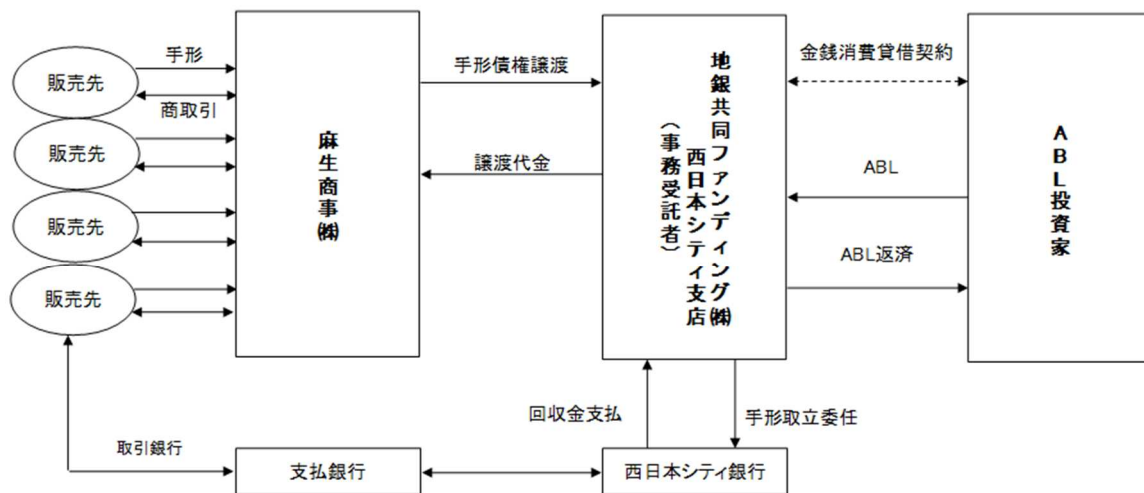 販売先
販売先
販売先
販売先
手形
商取引
麻生商事㈱
手形債権譲渡
譲渡代金
地銀共同ファンディング㈱
西日本シティ支店
（事務受託者）
金銭消費貸借契約
ABL
ABL返済
ABL投資家
回収金支払
手形取立委任
取引銀行
支払銀行
西日本シティ銀行